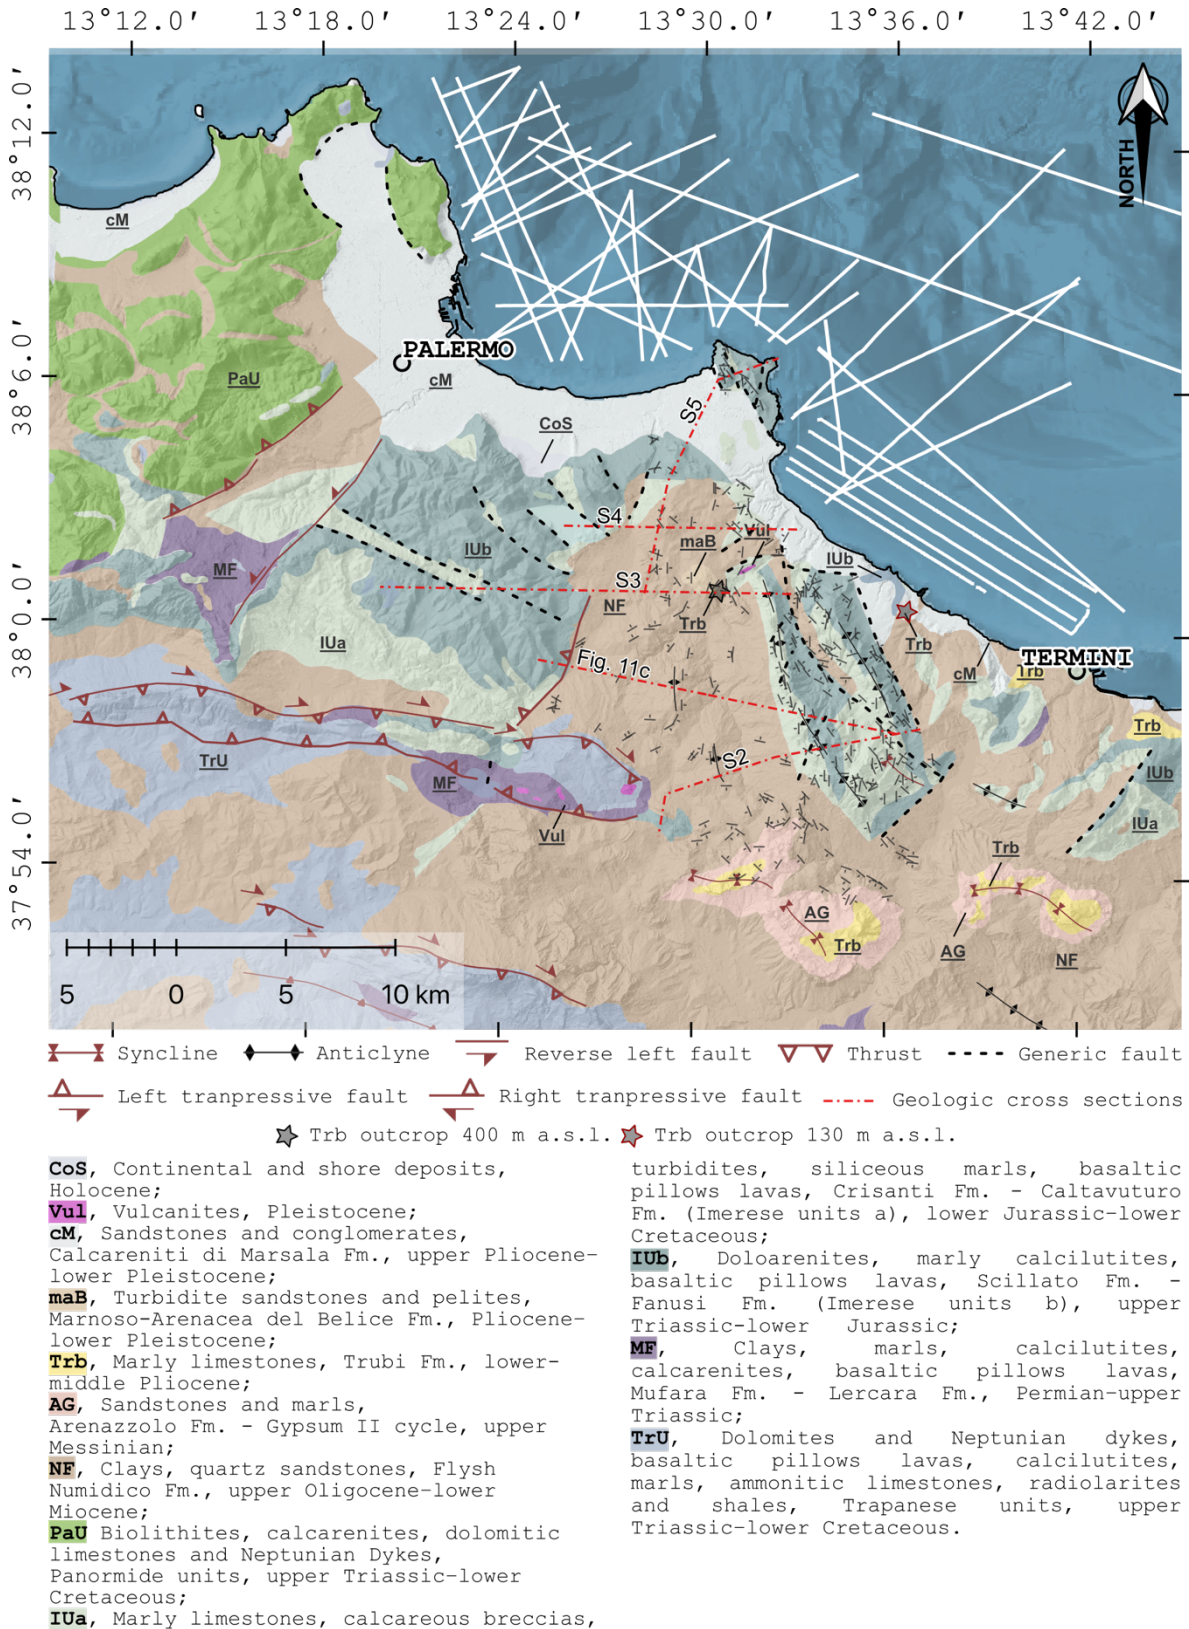 13°12.0′ 13°18.0′ 13°24.0′ 13°30.0′ 13°36.0′ 13°42.0′
38°12.0′
38°6.0′
38°0.0′
37°54.0′
NORTH
cM
PALERMO
cM
PaU
CoS
S5
S4
maB
Vul
IUb
IUb
MF
S3
NF
Trb
Trb
IUa
Fig. 11c
cM
TERMINI
Trb
Trb
TrU
MF
S2
IUb
Vul
IUa
Trb
AG
Trb
AG
NF
5 0 5 10 km
Syncline Anticlyne Reverse left fault Thrust Generic fault
Left tranpressive fault Right tranpressive fault Geologic cross sections
Trb outcrop 400 m a.s.l. Trb outcrop 130 m a.s.l.
CoS, Continental and shore deposits,
Holocene;
Vul, Vulcanites, Pleistocene;
cM, Sandstones and conglomerates,
Calcareniti di Marsala Fm., upper Pliocene-
lower Pleistocene;
maB, Turbidite sandstones and pelites,
Marnoso-Arenacea del Belice Fm., Pliocene-
lower Pleistocene;
Trb, Marly limestones, Trubi Fm., lower-
middle Pliocene;
AG, Sandstones and marls,
Arenazzolo Fm. - Gypsum II cycle, upper
Messinian;
NF, Clays, quartz sandstones, Flysh
Numidico Fm., upper Oligocene-lower
Miocene;
PaU Biolithites, calcarenites, dolomitic
limestones and Neptunian Dykes,
Panormide units, upper Triassic-lower
Cretaceous;
IUa, Marly limestones, calcareous breccias,
turbidites, siliceous marls, basaltic
pillows lavas, Crisanti Fm. - Caltavuturo
Fm. (Imerese units a), lower Jurassic-lower
Cretaceous;
IUb, Doloarenites, marly calcilutites,
basaltic pillows lavas, Scillato Fm. -
Fanusi Fm. (Imerese units b), upper
Triassic-lower Jurassic;
MF, Clays, marls, calcilutites,
calcarenites, basaltic pillows lavas,
Mufara Fm. - Lercara Fm., Permian-upper
Triassic;
TrU, Dolomites and Neptunian dykes,
basaltic pillows lavas, calcilutites,
marls, ammonitic limestones, radiolarites
and shales, Trapanese units, upper
Triassic-lower Cretaceous.